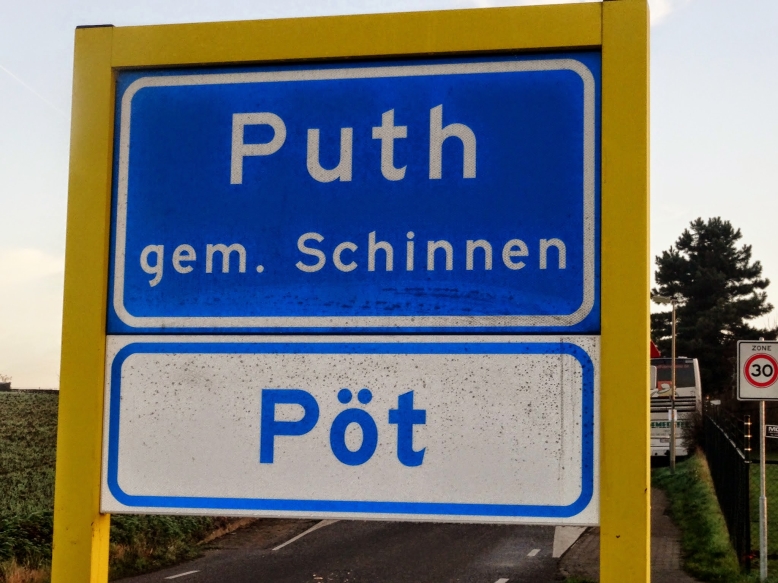 Puth
gem. Schinnen
Pöt
ZONE
30